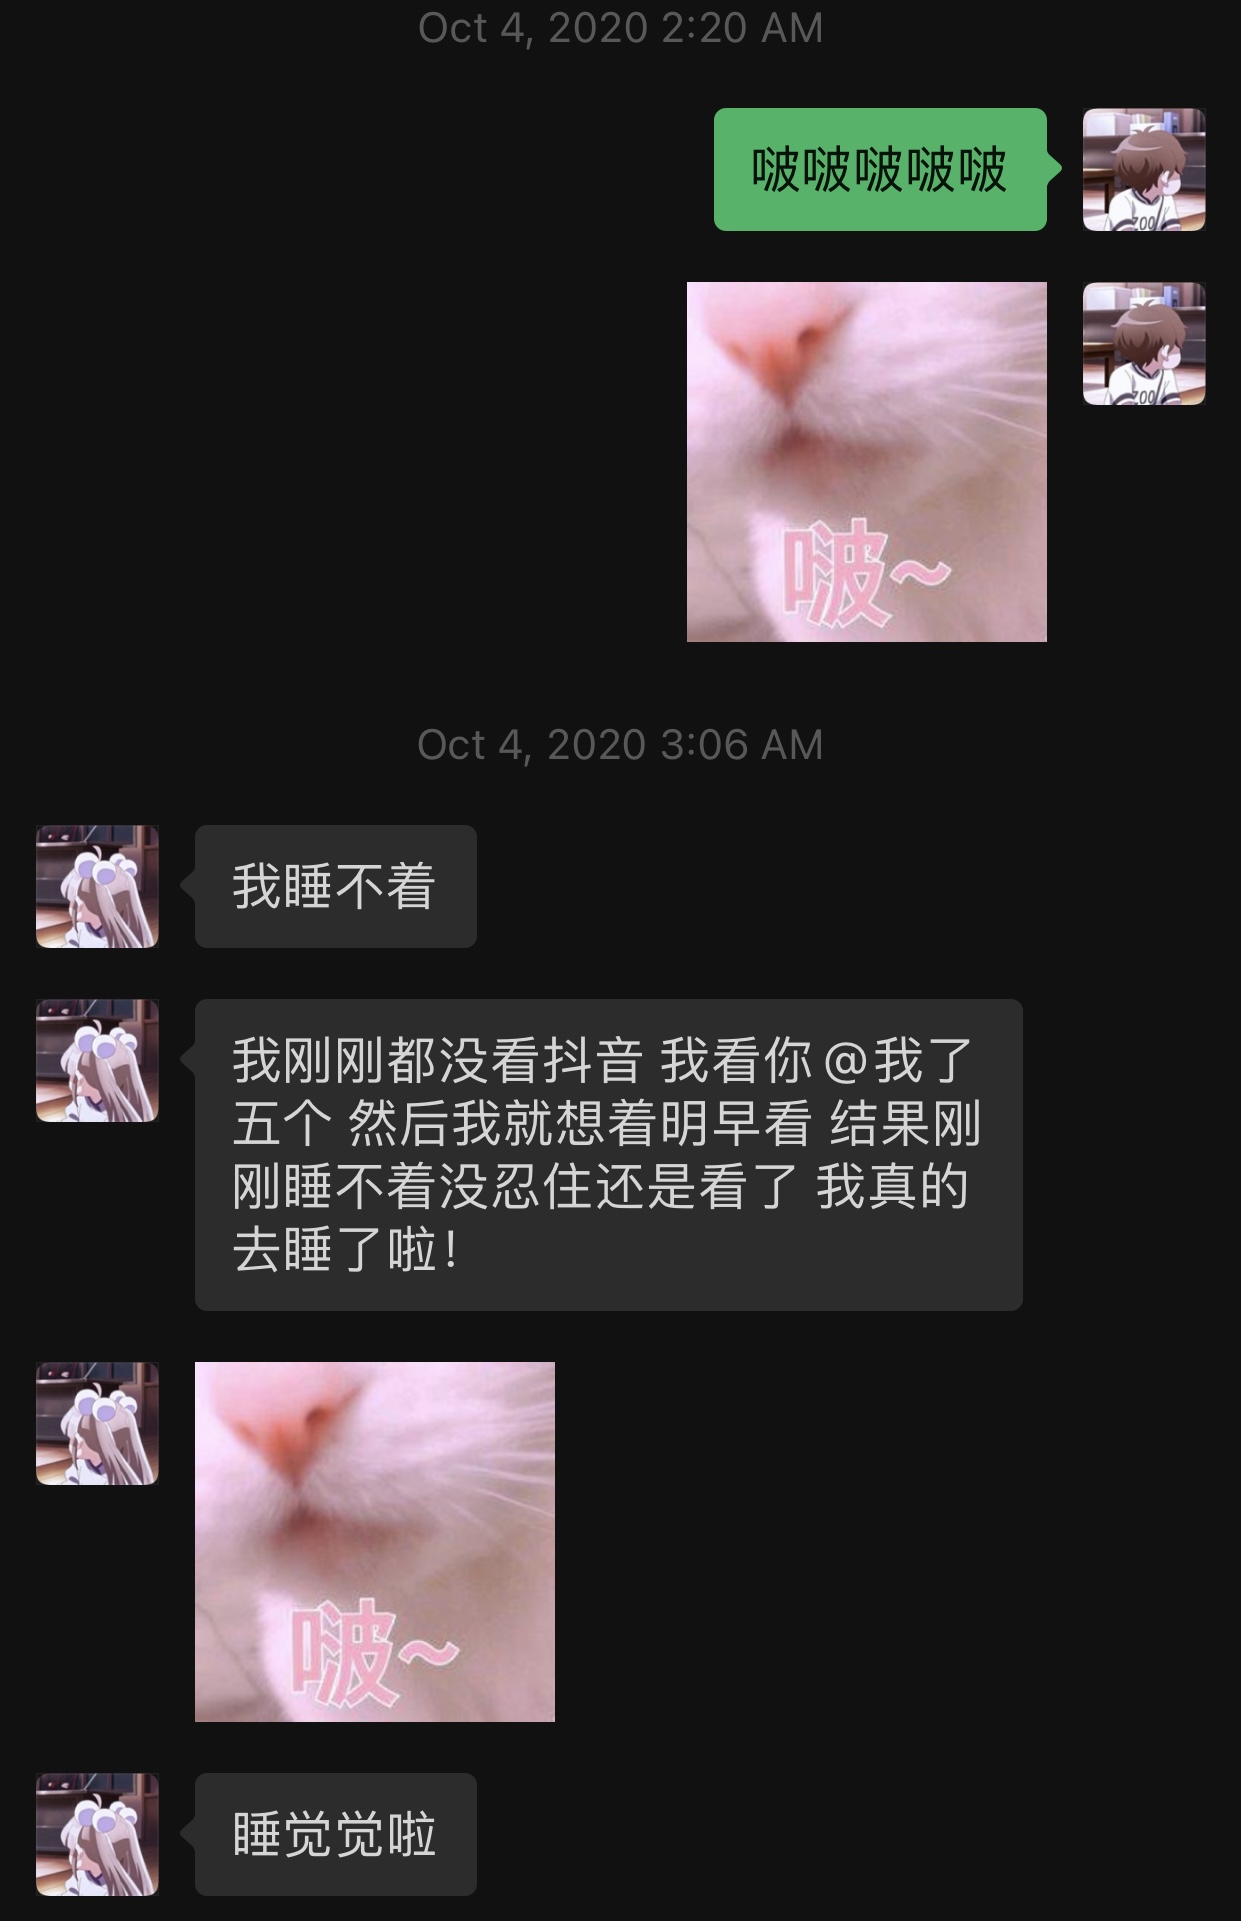 Oct 4, 2020 2:20 AM
啵啵啵啵啵
ZOO
ZOO
啵~
Oct 4, 2020 3:06 AM
我睡不着
我刚刚都没看抖音 我看你@我了
五个 然后我就想着明早看 结果刚
刚睡不着没忍住还是看了 我真的
去睡了啦！
啵~
睡觉觉啦